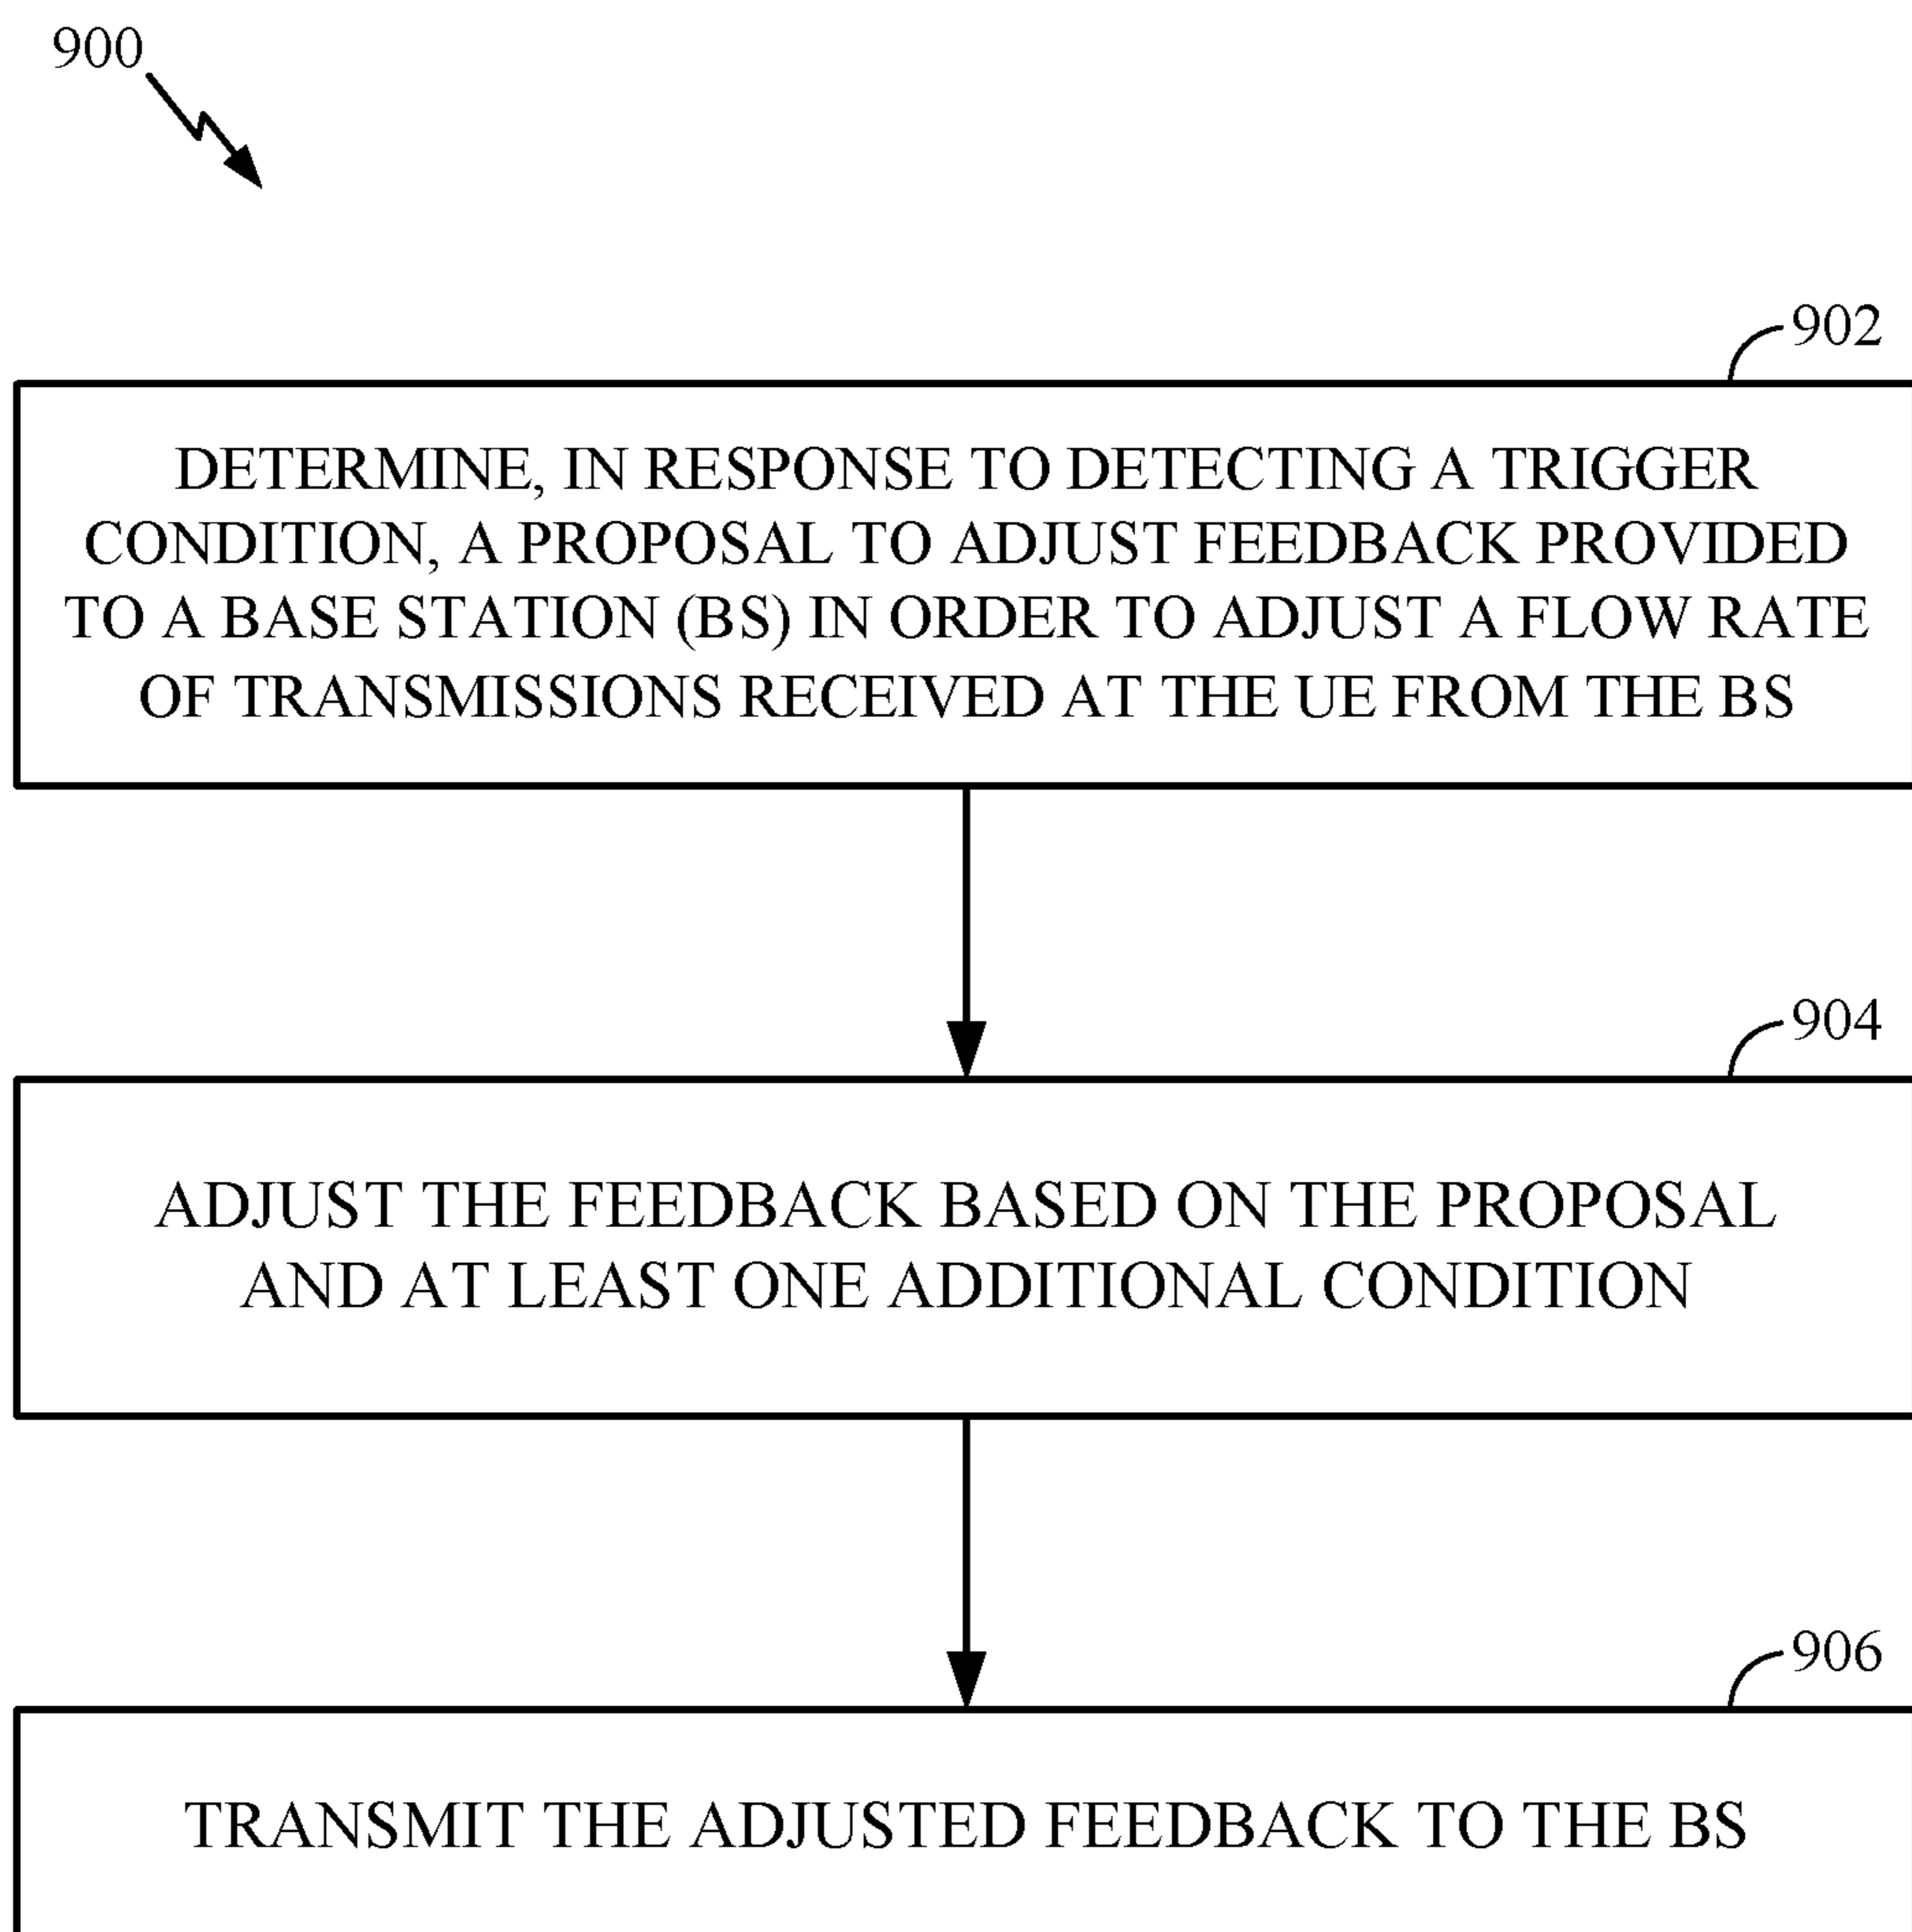 900
902
DETERMINE, IN RESPONSE TO DETECTING A TRIGGER
CONDITION, A PROPOSAL TO ADJUST FEEDBACK PROVIDED
TO A BASE STATION (BS) IN ORDER TO ADJUST A FLOW RATE
OF TRANSMISSIONS RECEIVED AT THE UE FROM THE BS
904
ADJUST THE FEEDBACK BASED ON THE PROPOSAL
AND AT LEAST ONE ADDITIONAL CONDITION
906
TRANSMIT THE ADJUSTED FEEDBACK TO THE BS